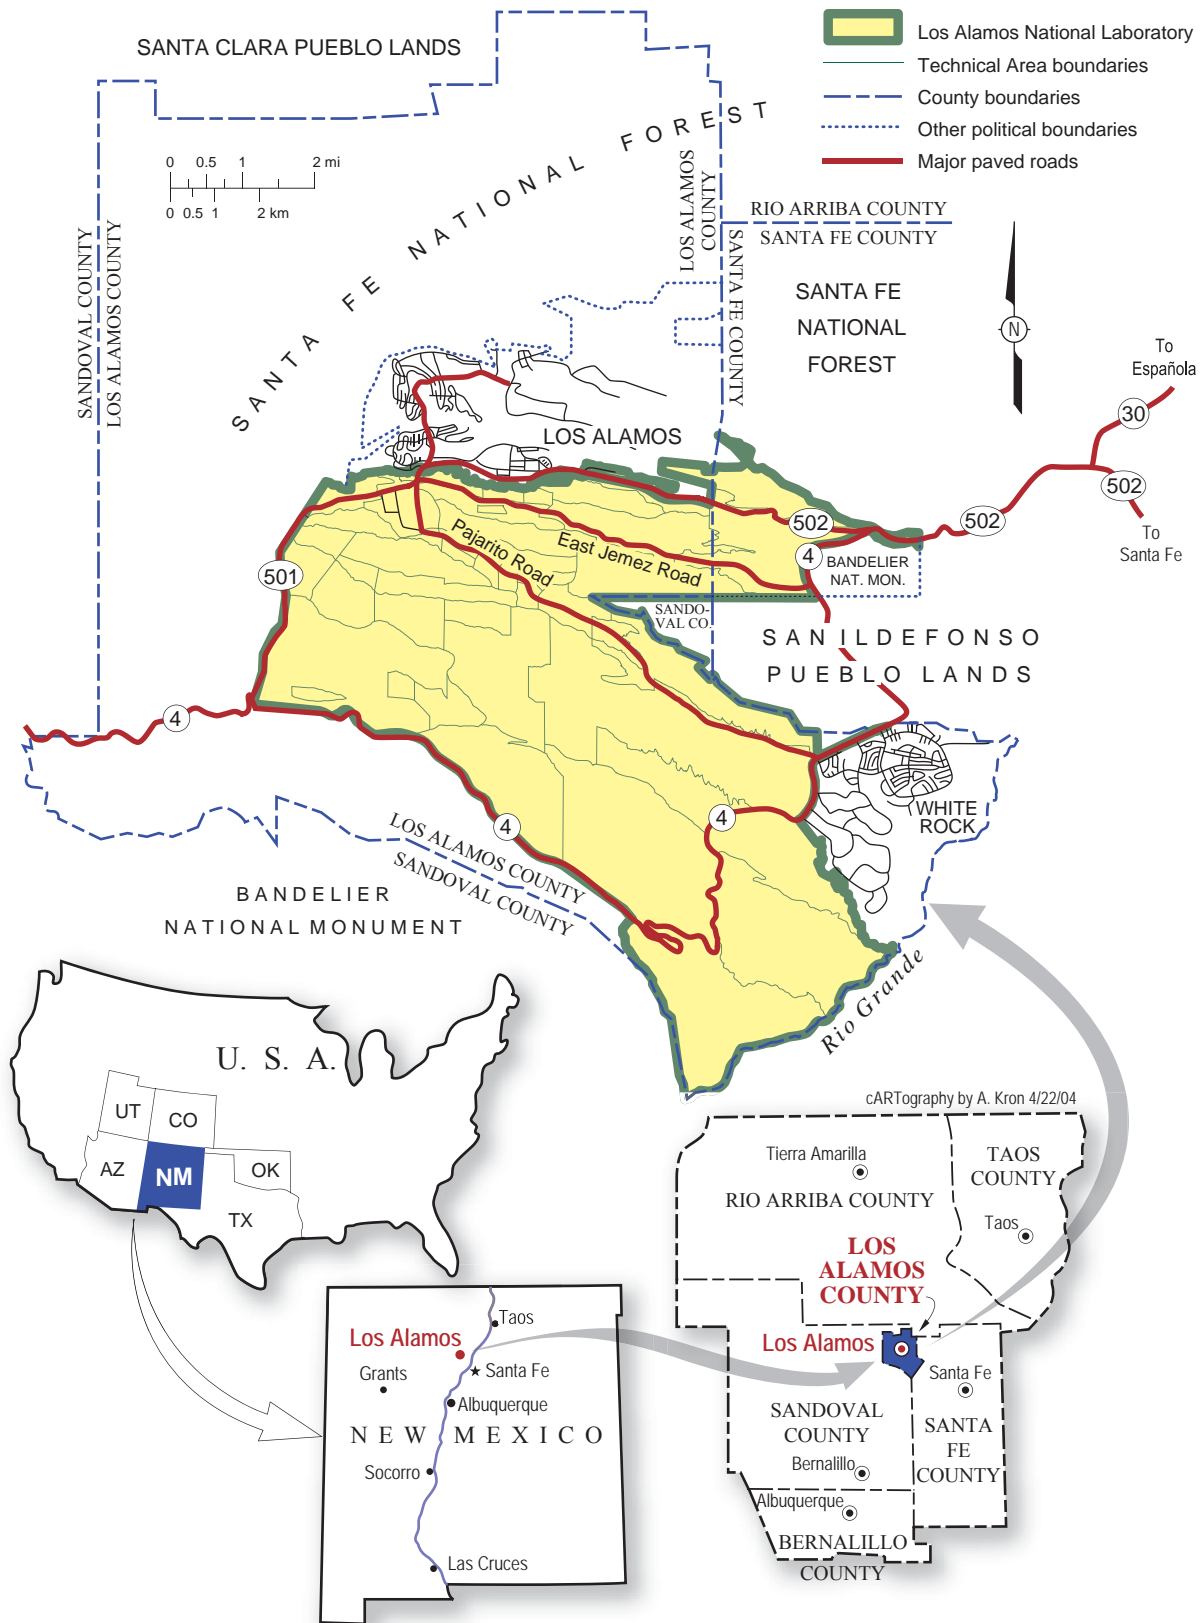 SANTA CLARA PUEBLO LANDS
Los Alamos National Laboratory
Technical Area boundaries
County boundaries
Other political boundaries
Major paved roads
0 0.5 1 2 mi
0 0.5 1 2 km
SANTA FE NATIONAL FOREST
SANDOVAL COUNTY
LOS ALAMOS COUNTY
LOS ALAMOS
COUNTY
SANTA FE COUNTY
RIO ARRIBA COUNTY
SANTA FE COUNTY
SANTA FE
NATIONAL
FOREST
N
To
Española
30
502
To
Santa Fe
502
LOS ALAMOS
502
4
BANDELIER
NAT. MON.
East Jemez Road
Pajarito Road
501
SANDO-
VAL CO.
SAN ILDEFONSO
PUEBLO LANDS
4
4
4
WHITE
ROCK
LOS ALAMOS COUNTY
SANDOVAL COUNTY
BANDELIER
NATIONAL MONUMENT
Rio Grande
cARTography by A. Kron 4/22/04
U. S. A.
UT
CO
AZ
NM
OK
TX
Taos
Los Alamos
Santa Fe
Grants
Albuquerque
NEW MEXICO
Socorro
Las Cruces
Tierra Amarilla
RIO ARRIBA COUNTY
TAOS
COUNTY
Taos
LOS
ALAMOS
COUNTY
Los Alamos
Santa Fe
SANDOVAL
COUNTY
SANTA
FE
COUNTY
Bernalillo
Albuquerque
BERNALILLO
COUNTY